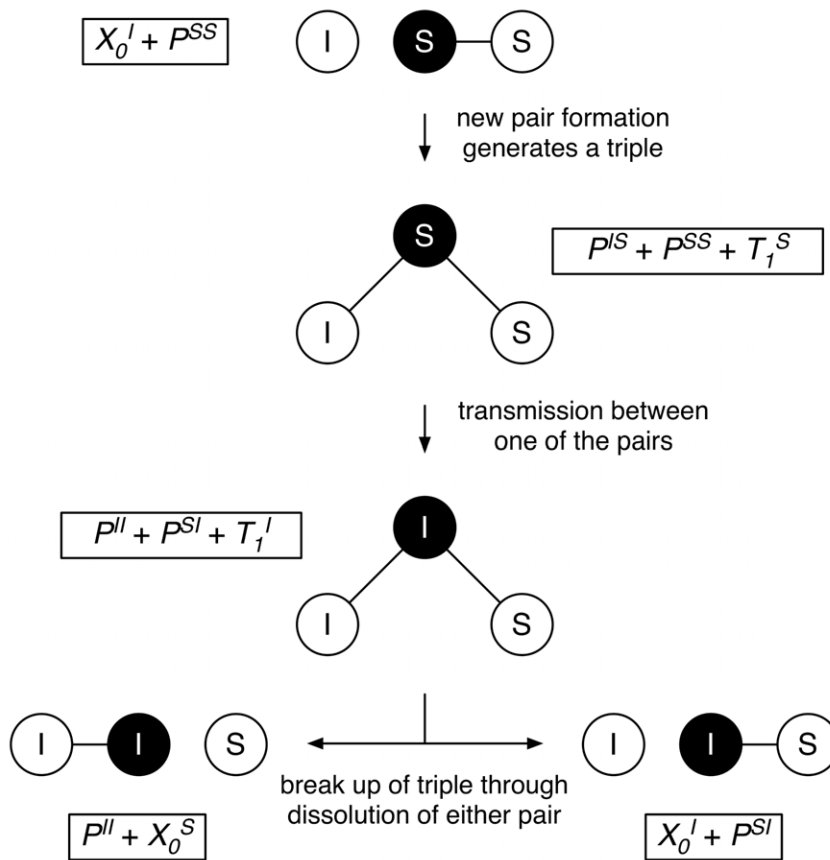 X₀ᴵ + Pˢˢ
I S S
new pair formation
generates a triple
S
Pᴵˢ + Pˢˢ + T₁ˢ
I S
transmission between
one of the pairs
Pᴵᴵ + Pˢᴵ + T₁ᴵ
I
I S
I I S
I I S
break up of triple through
dissolution of either pair
Pᴵᴵ + X₀ˢ
X₀ᴵ + Pˢᴵ